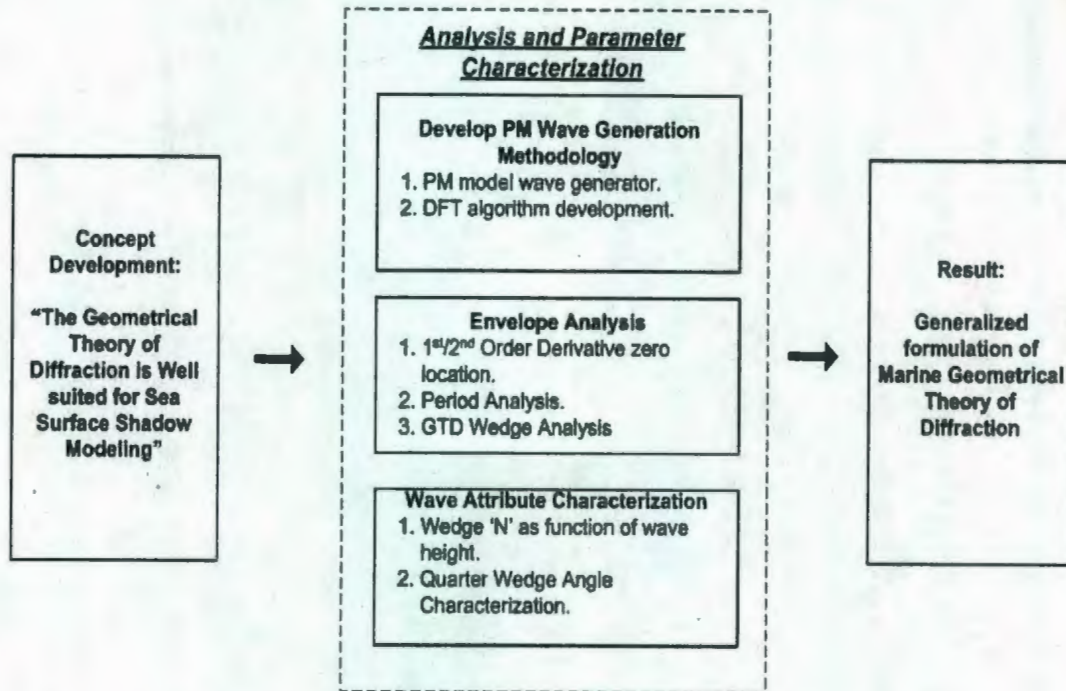 Analysis and Parameter
Characterization
Develop PM Wave Generation
Methodology
1. PM model wave generator.
2. DFT algorithm development.
Concept
Development:
“The Geometrical
Theory of
Diffraction is Well
suited for Sea
Surface Shadow
Modeling”
Envelope Analysis
1. 1st/2nd Order Derivative zero
location.
2. Period Analysis.
3. GTD Wedge Analysis
Wave Attribute Characterization
1. Wedge ‘N’ as function of wave
height.
2. Quarter Wedge Angle
Characterization.
Result:
Generalized
formulation of
Marine Geometrical
Theory of
Diffraction